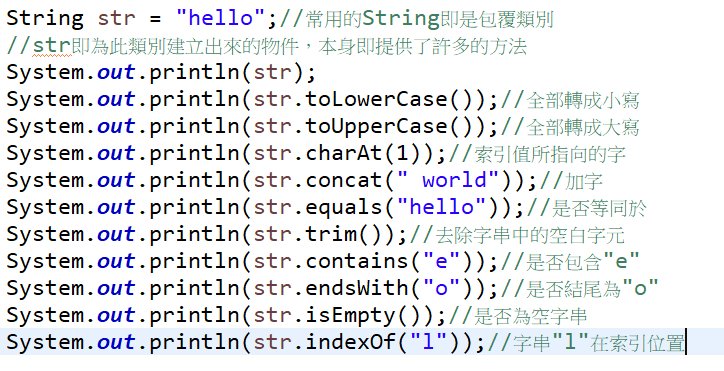 String str = "hello";//常用的String即是包覆類別
//str即為此類別建立出來的物件，本身即提供了許多的方法
System.out.println(str);
System.out.println(str.toLowerCase());//全部轉成小寫
System.out.println(str.toUpperCase());//全部轉成大寫
System.out.println(str.charAt(1));//索引值所指向的字
System.out.println(str.concat(" world"));//加字
System.out.println(str.equals("hello"));//是否等同於
System.out.println(str.trim());//去除字串中的空白字元
System.out.println(str.contains("e"));//是否包含"e"
System.out.println(str.endsWith("o"));//是否結尾為"o"
System.out.println(str.isEmpty());//是否為空字串
System.out.println(str.indexOf("l"));//字串"l"在索引位置